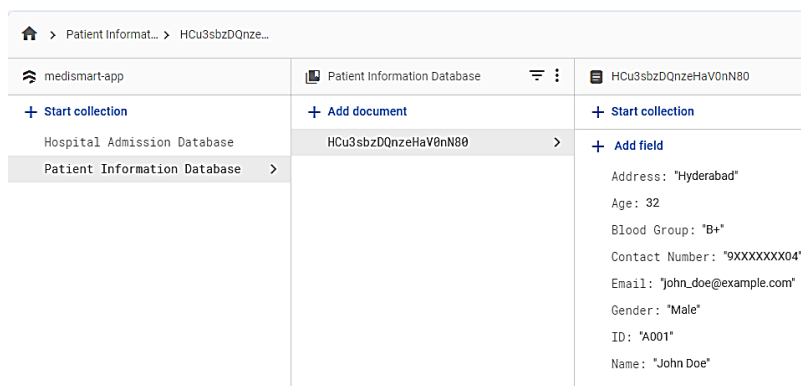 Patient Informat... > HCu3sbzDQnze...
medismart-app
Start collection
Hospital Admission Database
Patient Information Database
Patient Information Database
Add document
HCu3sbzDQnzeHaV0nN80
HCu3sbzDQnzeHaV0nN80
Start collection
Add field
Address: "Hyderabad"
Age: 32
Blood Group: "B+"
Contact Number: "9XXXXXXX04"
Email: "john_doe@example.com"
Gender: "Male"
ID: "A001"
Name: "John Doe"